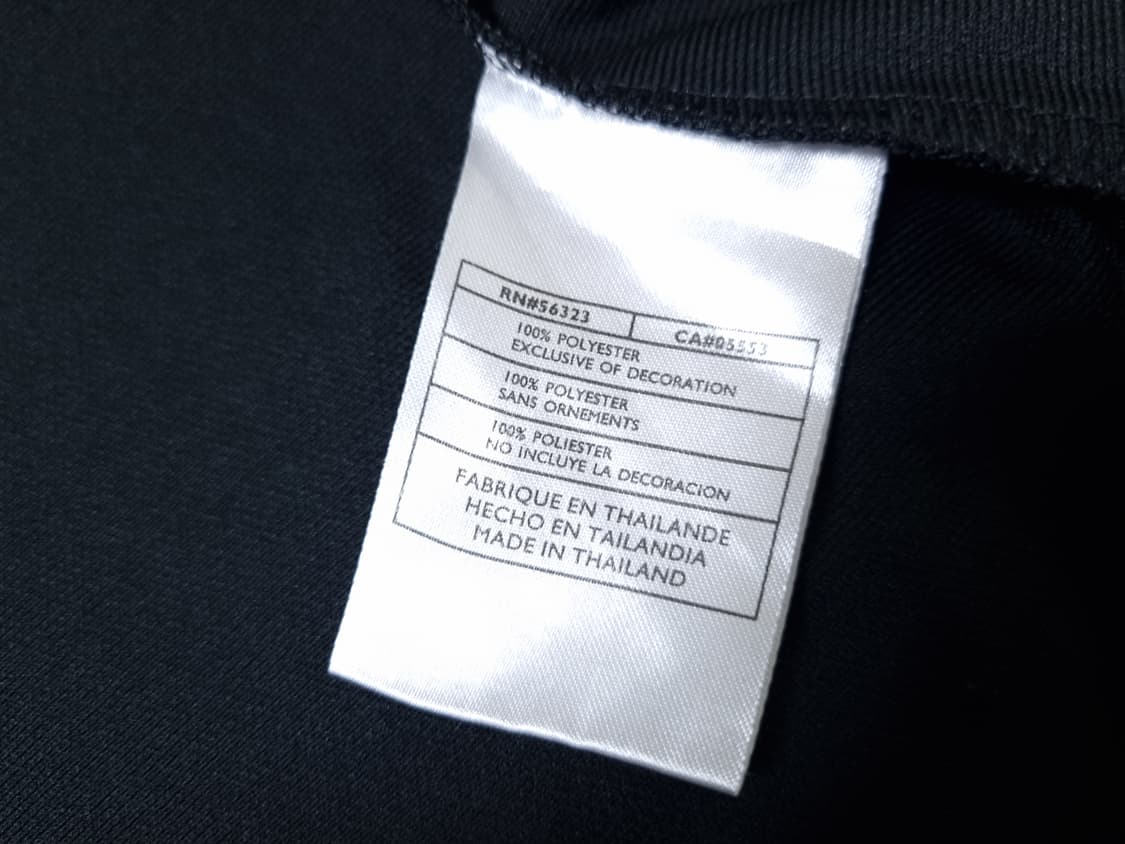 RN#56323 CA#05553
100% POLYESTER
EXCLUSIVE OF DECORATION
100% POLYESTER
SANS ORNEMENTS
100% POLIESTER
NO INCLUYE LA DECORACION
FABRIQUE EN THAILANDE
HECHO EN TAILANDIA
MADE IN THAILAND